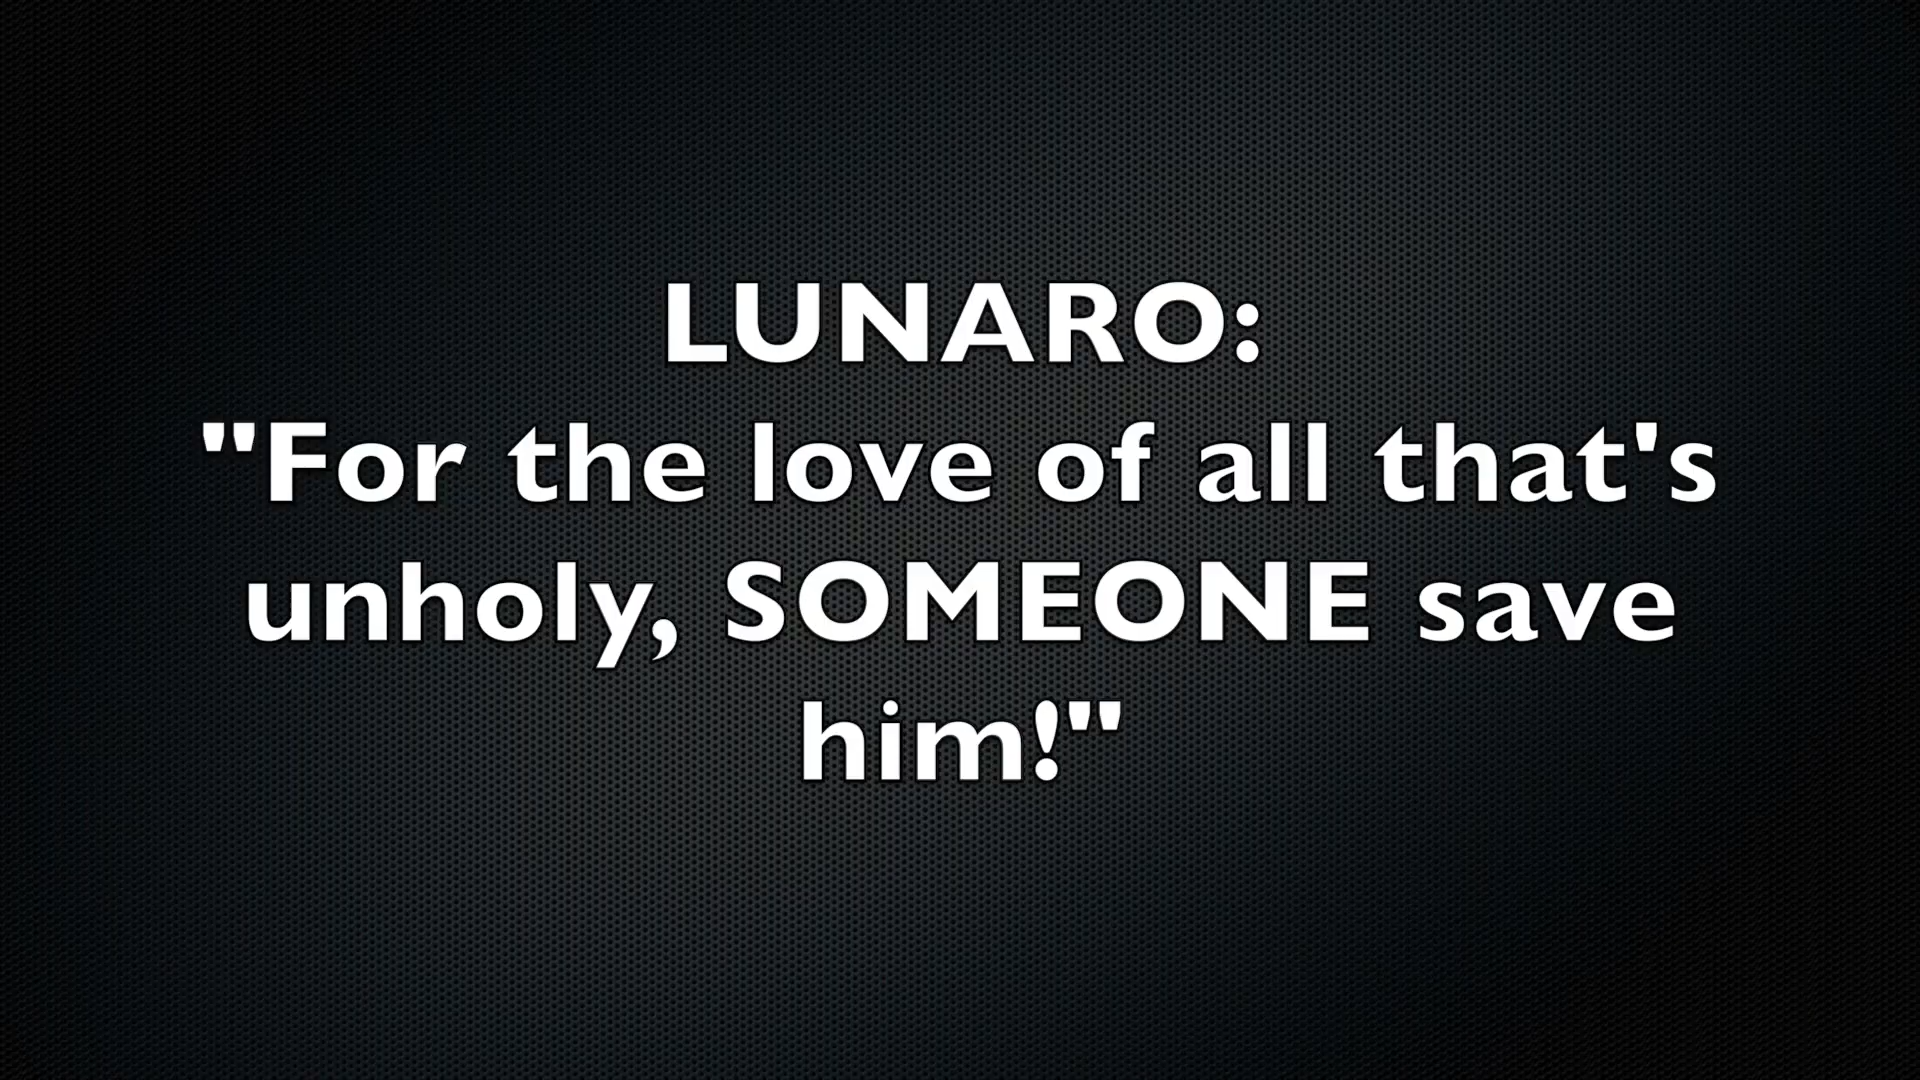 LUNARO:
"For the love of all that's
unholy, SOMEONE save
him!"